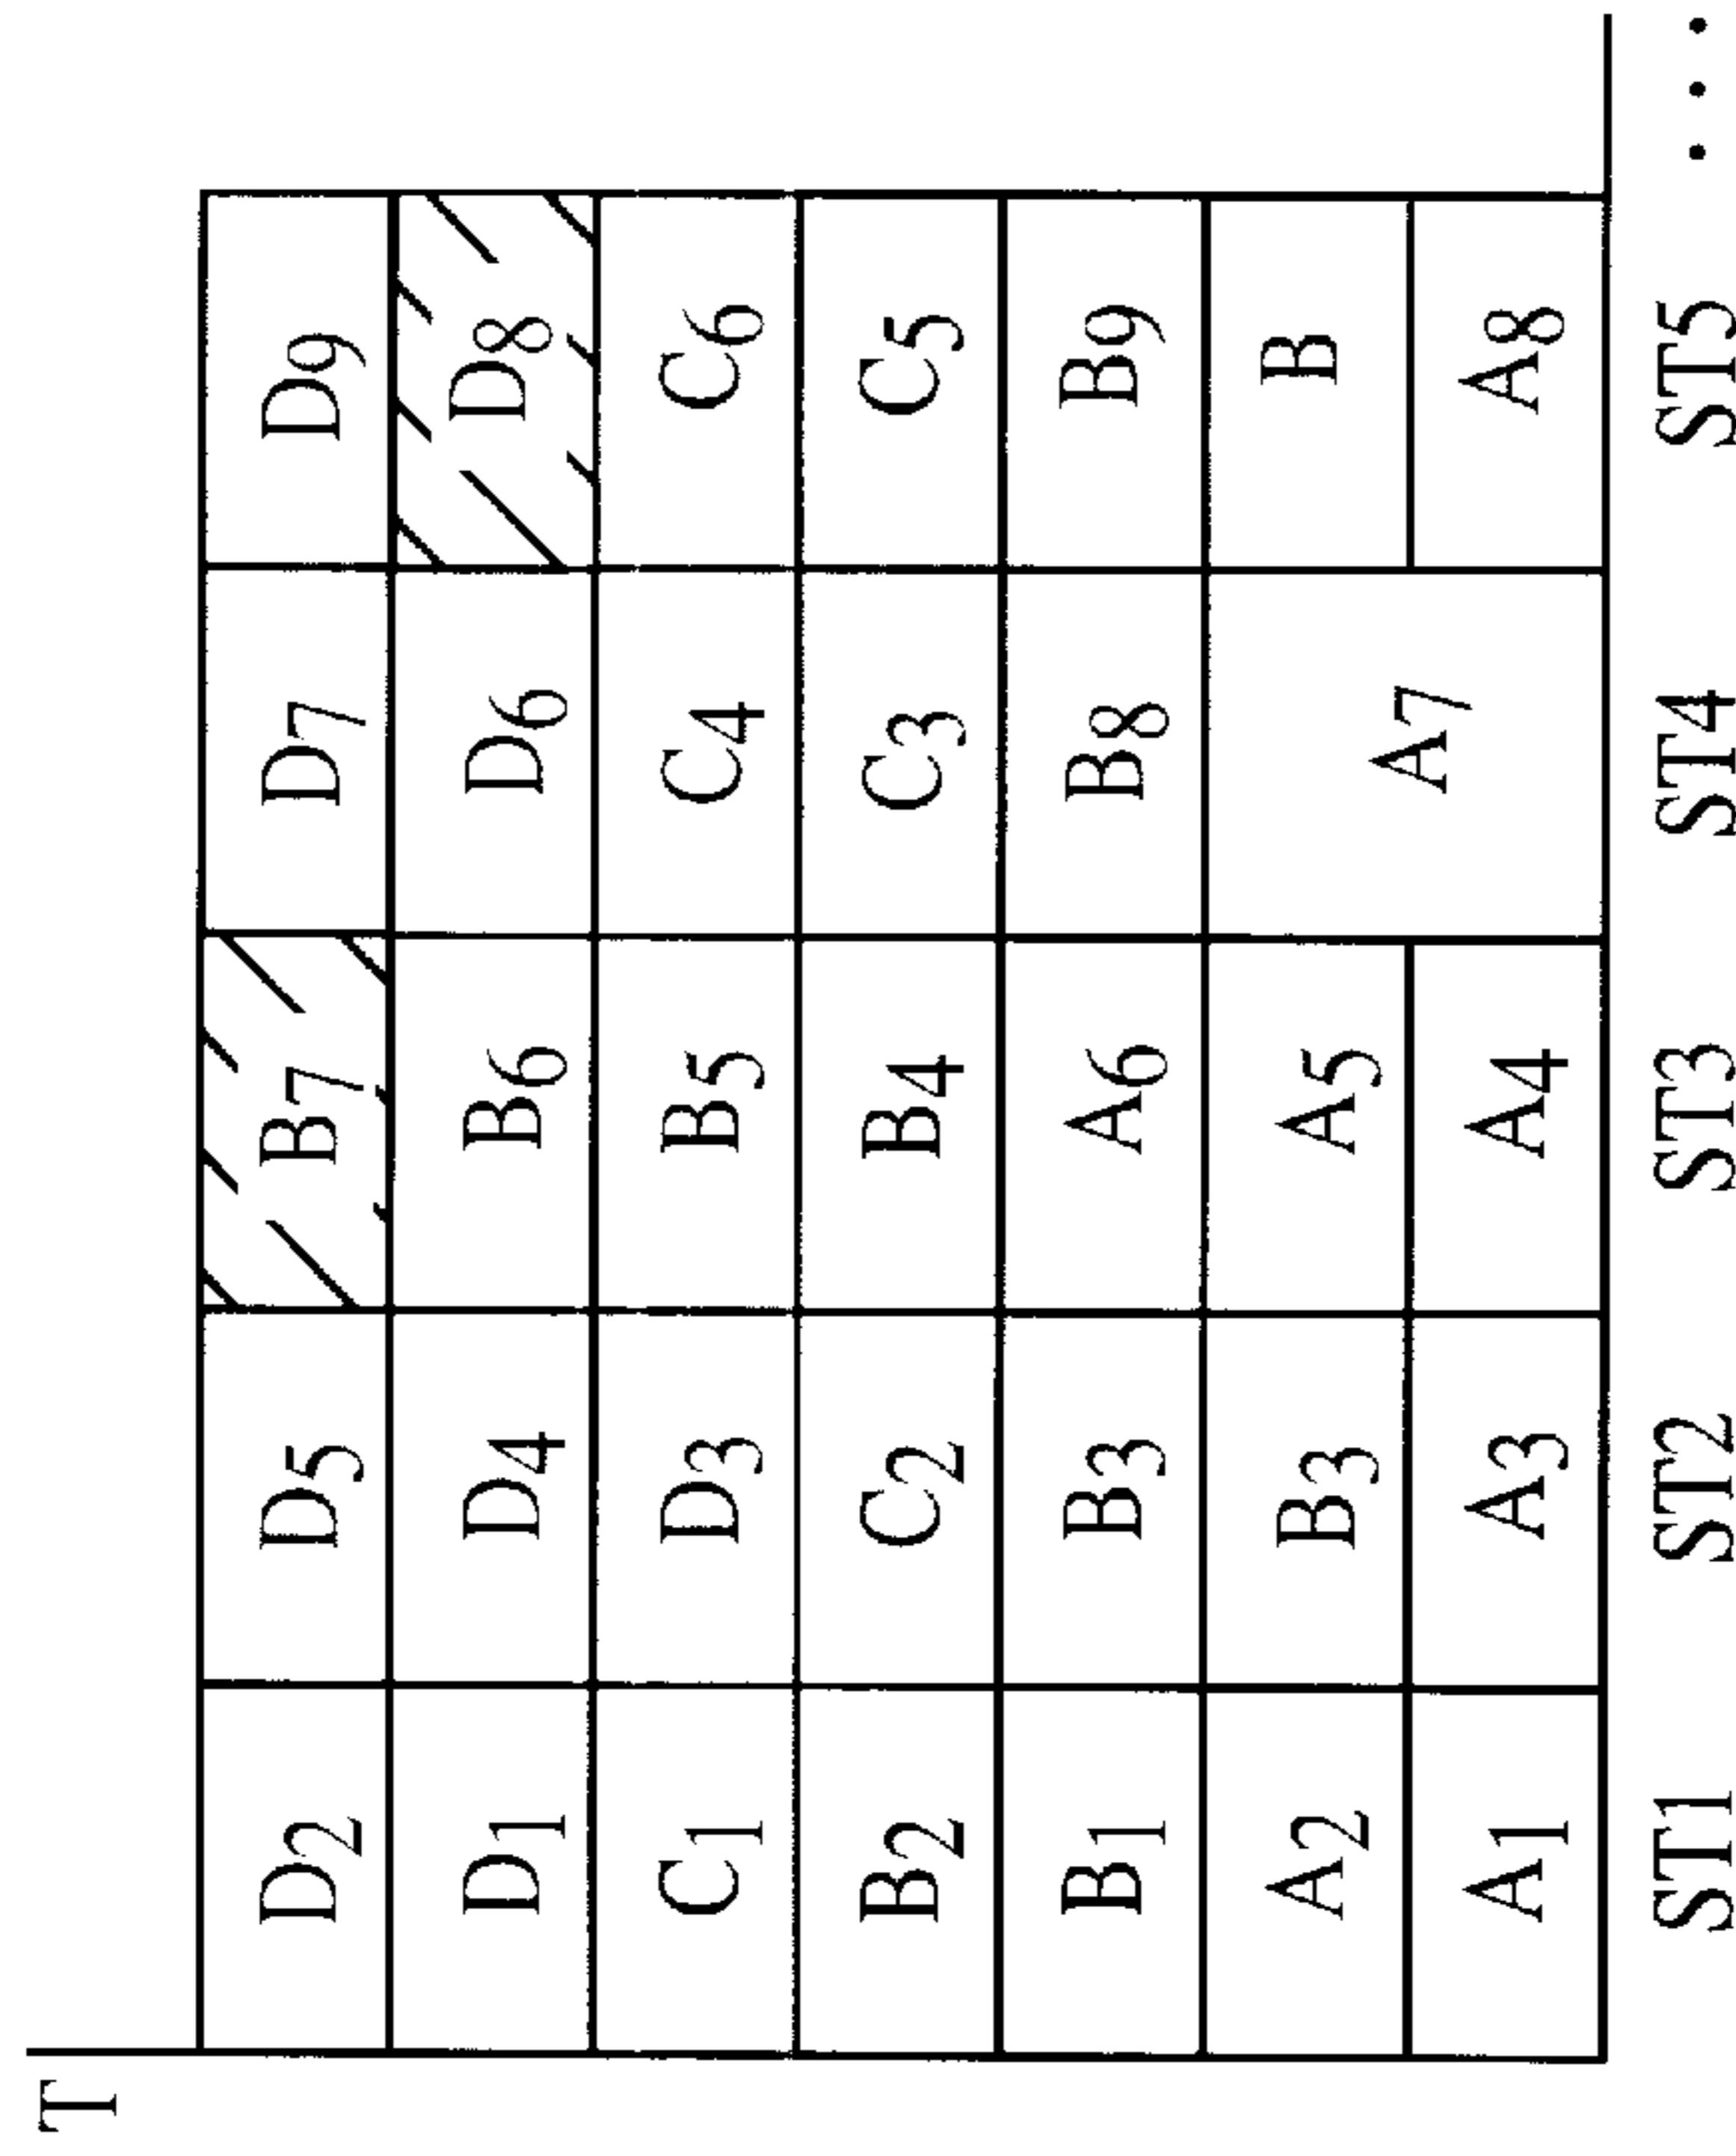 T
D2 D5 B7 D7 D9
D1 D4 B6 D6 D8
C1 D3 B5 C4 C6
B2 C2 B4 C3 C5
B1 B3 A6 B8 B9
A2 B3 A5 A7 B
A1 A3 A4 A8
ST1 ST2 ST3 ST4 ST5 • • •